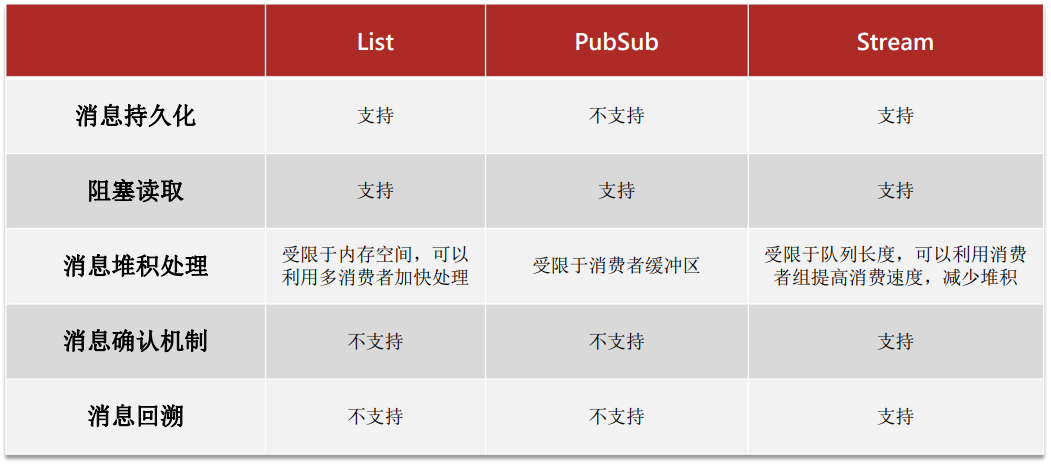 List PubSub Stream
消息持久化 支持 不支持 支持
阻塞读取 支持 支持 支持
消息堆积处理 受限于内存空间，可以 利用多消费者加快处理 受限于消费者缓冲区 受限于队列长度，可以利用消费 者组提高消费速度，减少堆积
消息确认机制 不支持 不支持 支持
消息回溯 不支持 不支持 支持